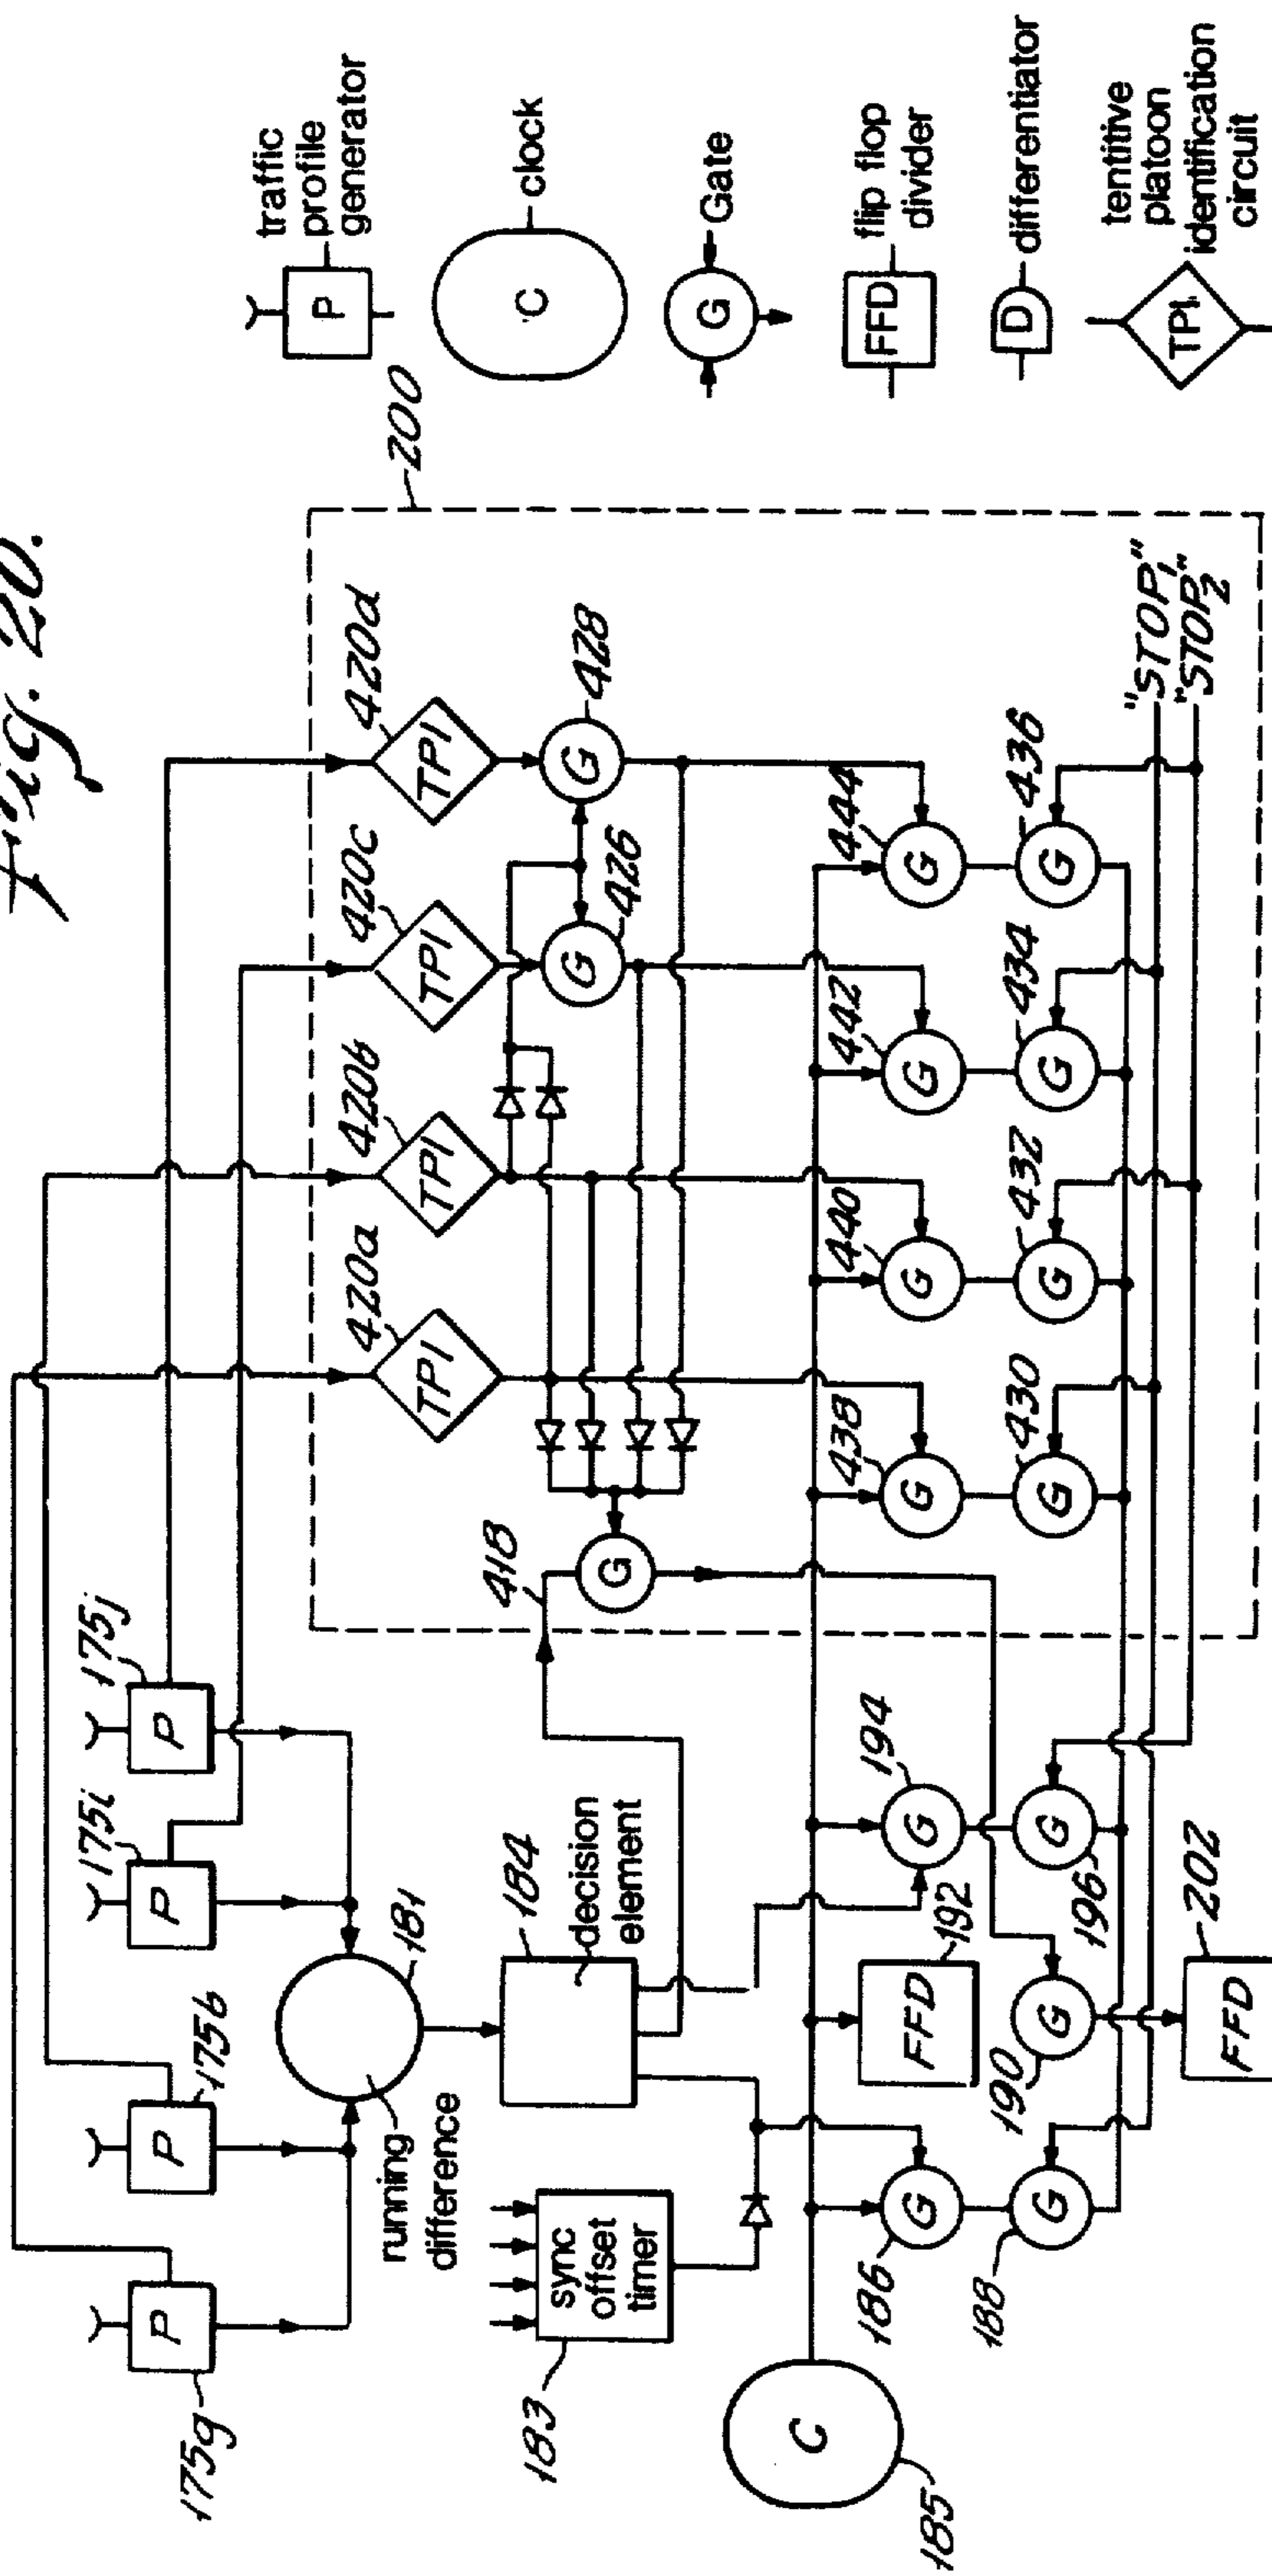 Fig. 20.
175g
P
175b
P
175i
P
175j
P
running
difference
181
183
sync
offset
timer
184
decision
element
418
G
200
420a
TPI
420b
TPI
420c
TPI
420d
TPI
426
G
428
G
185
C
186
G
188
G
192
FFD
190
G
194
G
196
G
202
FFD
438
G
430
G
440
G
432
G
442
G
434
G
444
G
436
G
"STOP1"
"STOP2"
P
traffic
profile
generator
C
clock
G
Gate
FFD
flip flop
divider
D
differentiator
TPI
tentitive
platoon
identification
circuit